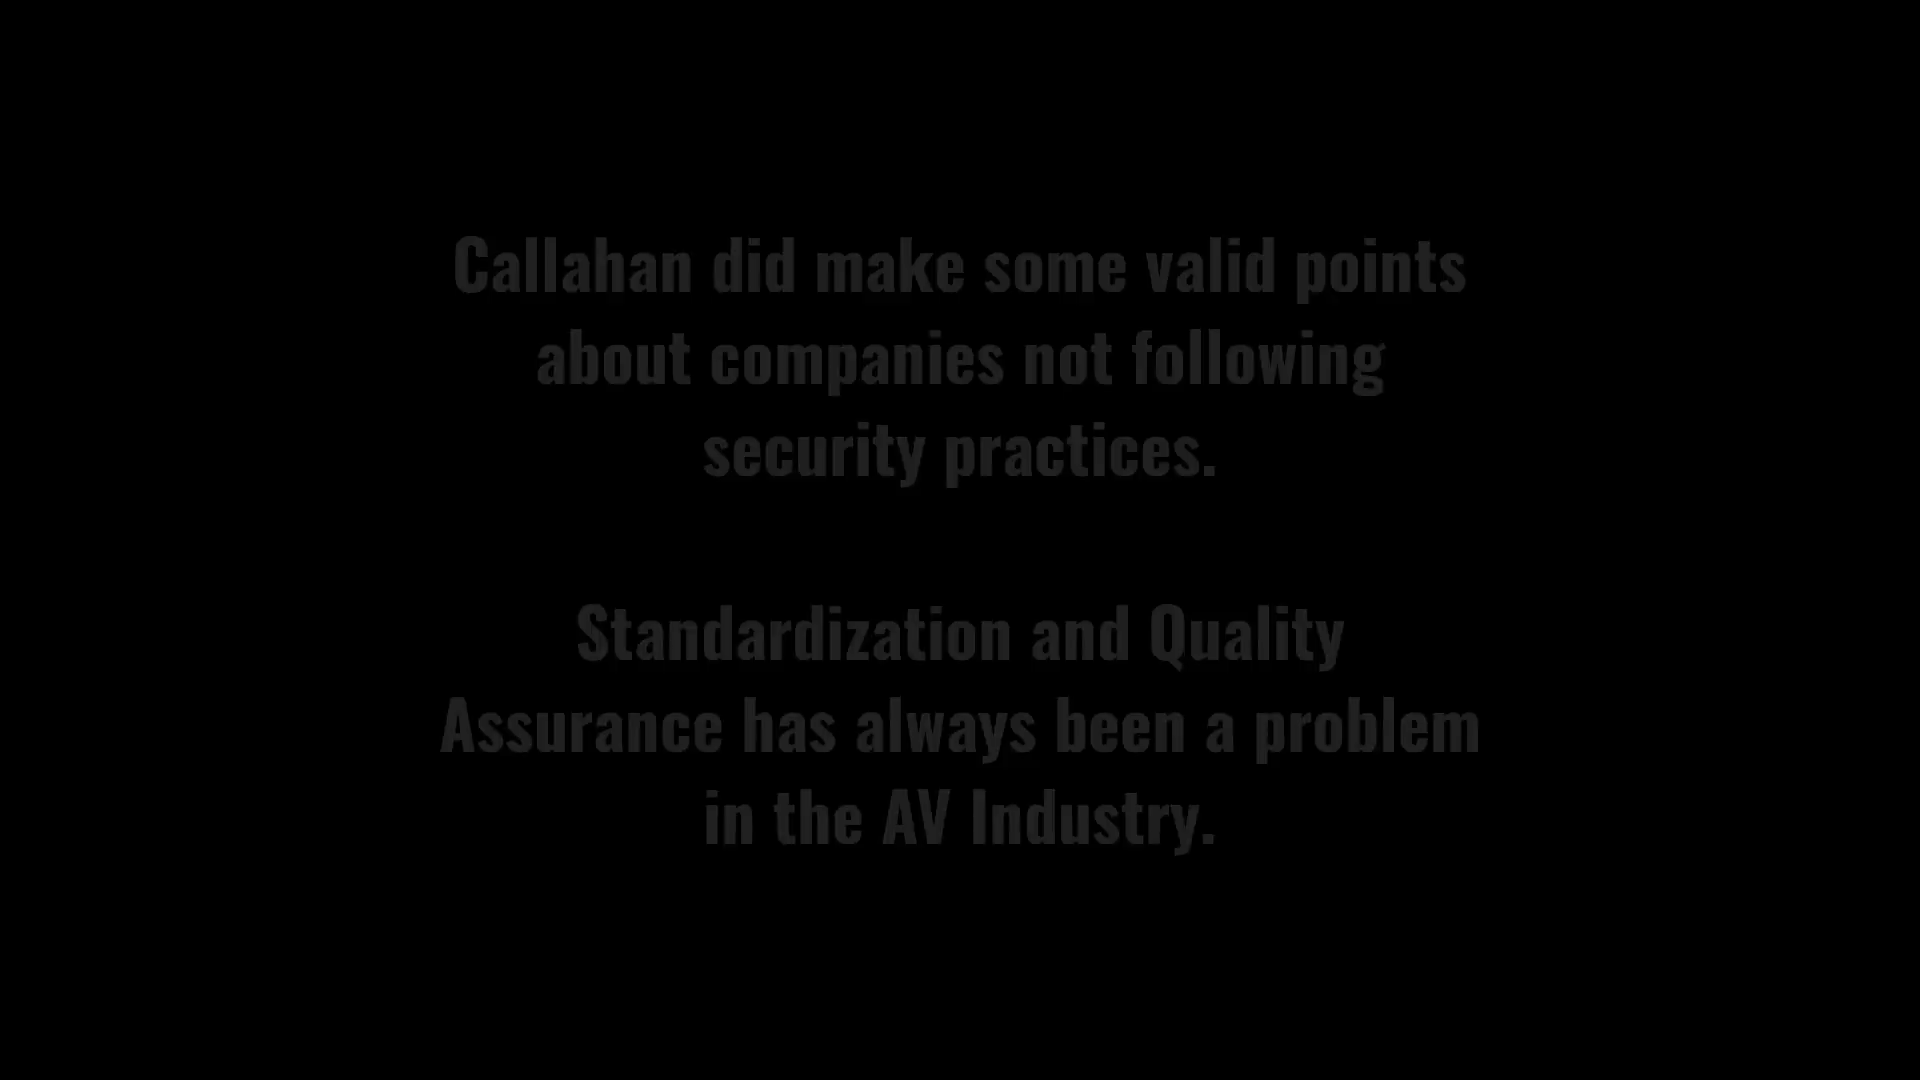 Callahan did make some valid points
about companies not following
security practices.
Standardization and Quality
Assurance has always been a problem
in the AV Industry.